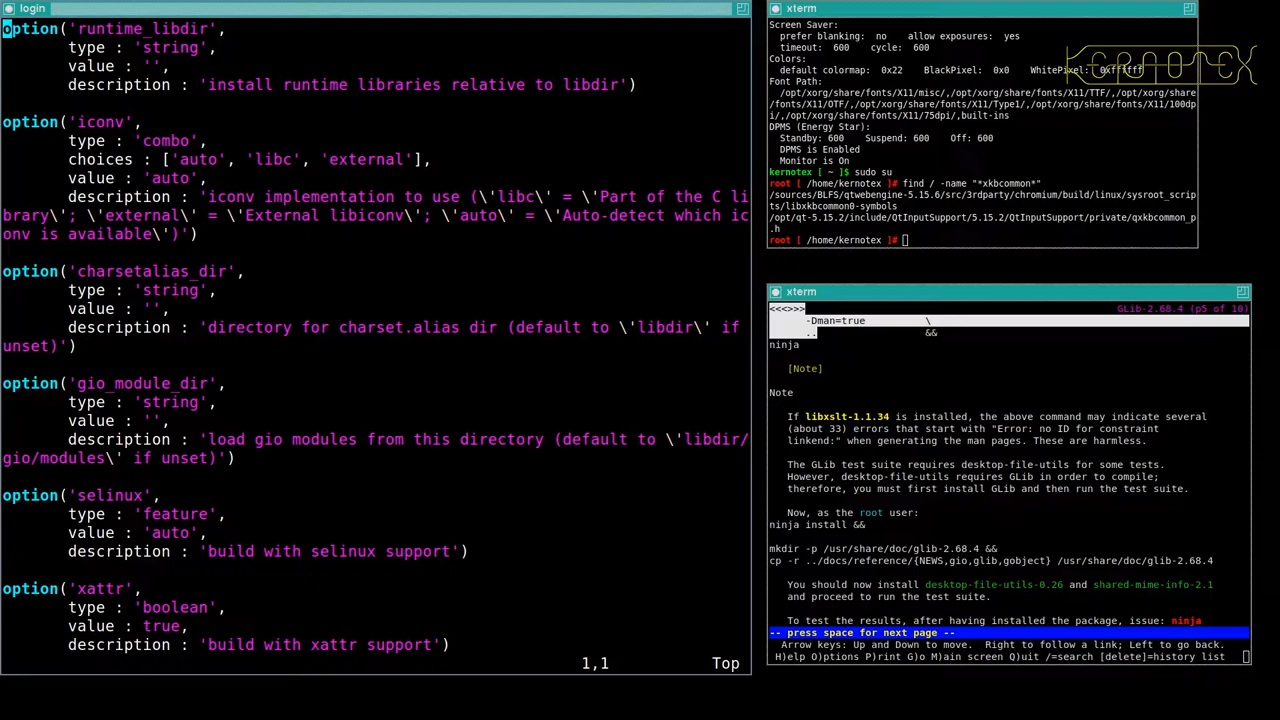 login
option('runtime_libdir',
type : 'string',
value : '',
description : 'install runtime libraries relative to libdir')
option('iconv',
type : 'combo',
choices : ['auto', 'libc', 'external'],
value : 'auto',
description : 'iconv implementation to use (\'libc\' = \'Part of the C li
brary\'; \'external\' = \'External libiconv\'; \'auto\' = \'Auto-detect which ic
onv is available\')')
option('charsetalias_dir',
type : 'string',
value : '',
description : 'directory for charset.alias dir (default to \'libdir\' if
unset)')
option('gio_module_dir',
type : 'string',
value : '',
description : 'load gio modules from this directory (default to \'libdir/
gio/modules\' if unset)')
option('selinux',
type : 'feature',
value : 'auto',
description : 'build with selinux support')
option('xattr',
type : 'boolean',
value : true,
description : 'build with xattr support')
1,1 Top
xterm
Screen Saver:
prefer blanking: no allow exposures: yes
timeout: 600 cycle: 600
Colors:
default colormap: 0x22 BlackPixel: 0x0 WhitePixel: 0xffffff
Font Path:
/opt/xorg/share/fonts/X11/misc/,/opt/xorg/share/fonts/X11/TTF/,/opt/xorg/share
/fonts/X11/OTF/,/opt/xorg/share/fonts/X11/Type1/,/opt/xorg/share/fonts/X11/100dp
i/,/opt/xorg/share/fonts/X11/75dpi/,built-ins
DPMS (Energy Star):
Standby: 600 Suspend: 600 Off: 600
DPMS is Enabled
Monitor is On
kernotex [ ~ ]$ sudo su
root [ /home/kernotex ]# find / -name "*xkbcommon*"
/sources/BLFS/qtwebengine-5.15.6/src/3rdparty/chromium/build/linux/sysroot_scrip
ts/libxkbcommon0-symbols
/opt/qt-5.15.2/include/QtInputSupport/5.15.2/QtInputSupport/private/qxkbcommon_p
.h
root [ /home/kernotex ]#
KERNOTEX
xterm
<<<>>> GLib-2.68.4 (p5 of 10)
-Dman=true \
.. &&
ninja
[Note]
Note
If libxslt-1.1.34 is installed, the above command may indicate several
(about 33) errors that start with "Error: no ID for constraint
linkend:" when generating the man pages. These are harmless.
The GLib test suite requires desktop-file-utils for some tests.
However, desktop-file-utils requires GLib in order to compile;
therefore, you must first install GLib and then run the test suite.
Now, as the root user:
ninja install &&
mkdir -p /usr/share/doc/glib-2.68.4 &&
cp -r ../docs/reference/{NEWS,gio,glib,gobject} /usr/share/doc/glib-2.68.4
You should now install desktop-file-utils-0.26 and shared-mime-info-2.1
and proceed to run the test suite.
To test the results, after having installed the package, issue: ninja
-- press space for next page --
Arrow keys: Up and Down to move. Right to follow a link; Left to go back.
H)elp O)ptions P)rint G)o M)ain screen Q)uit /=search [delete]=history list